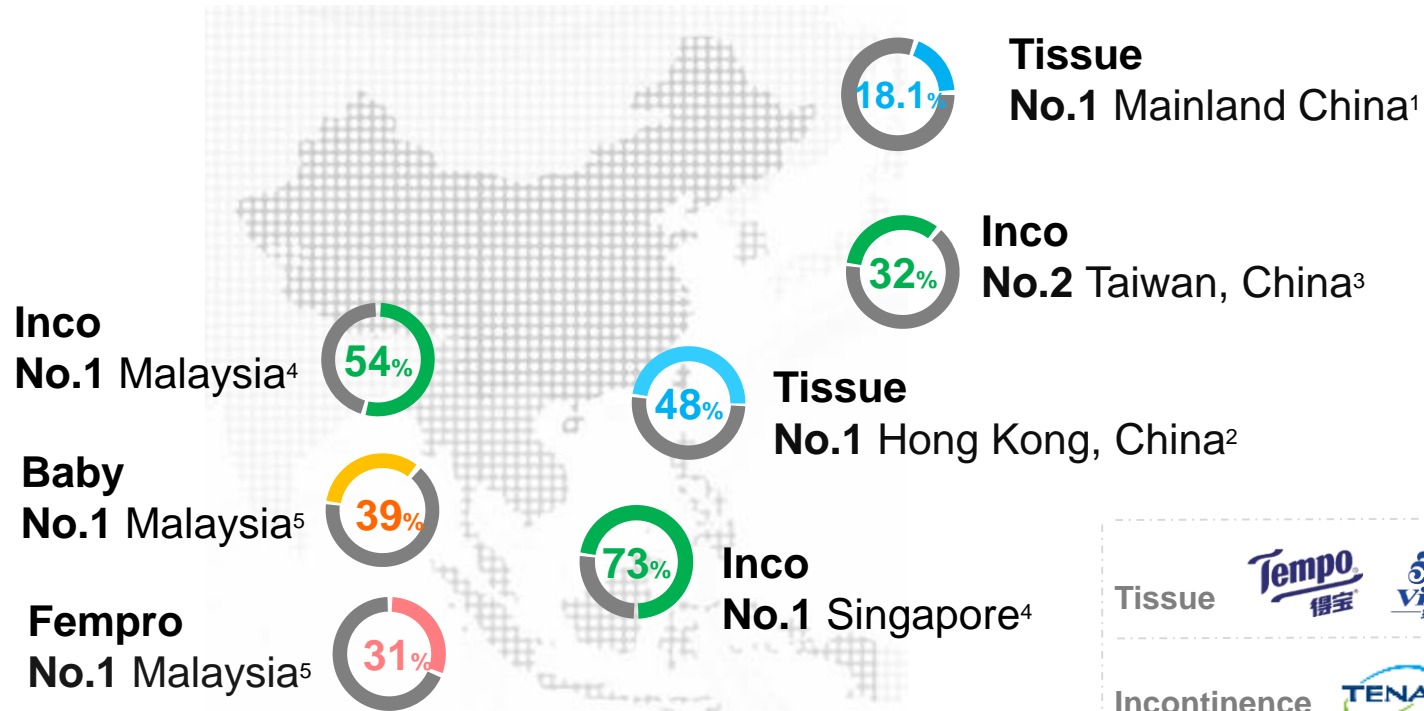 18.1%
Tissue
No.1 Mainland China¹
32%
Inco
No.2 Taiwan, China³
Inco
No.1 Malaysia⁴
54%
48%
Tissue
No.1 Hong Kong, China²
Baby
No.1 Malaysia⁵
39%
73%
Inco
No.1 Singapore⁴
Fempro
No.1 Malaysia⁵
31%
Tissue
Tempo
得宝
Incontinence
TENA